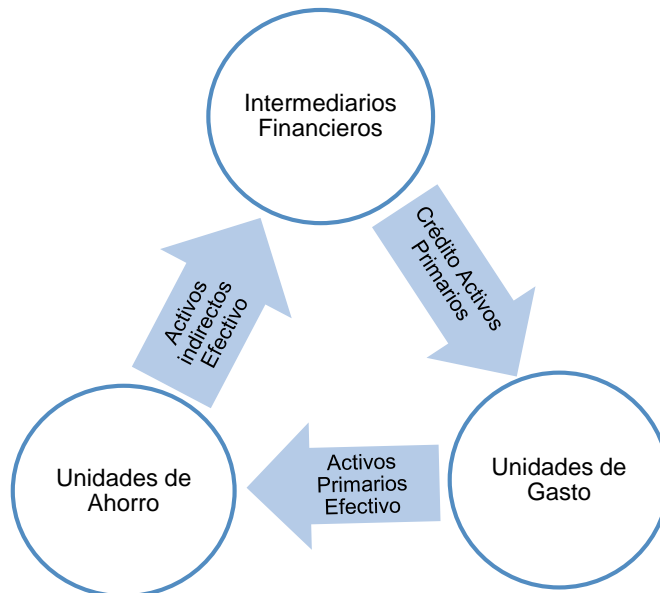 Intermediarios
Financieros
Crédito Activos
Primarios
Activos
indirectos
Efectivo
Unidades de
Ahorro
Activos
Primarios
Efectivo
Unidades de
Gasto